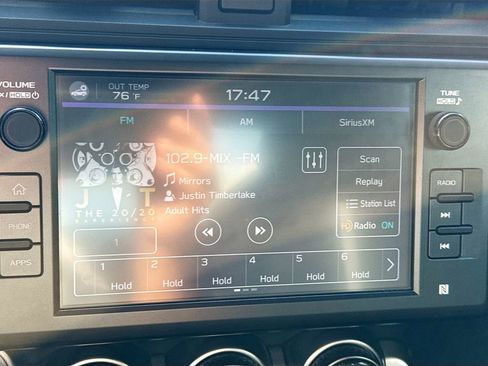 VOLUME
OUT TEMP
76°F
17:47
TUNE
HOLD
FM
AM
SiriusXM
102.9-MIX -FM
Mirrors
Justin Timberlake
Adult Hits
J T
THE 20/20
EXPERIENCE
Scan
Replay
Station List
HD Radio ON
RADIO
PHONE
APPS
1
1 2 3 4 5 6
Hold Hold Hold Hold Hold Hold
N